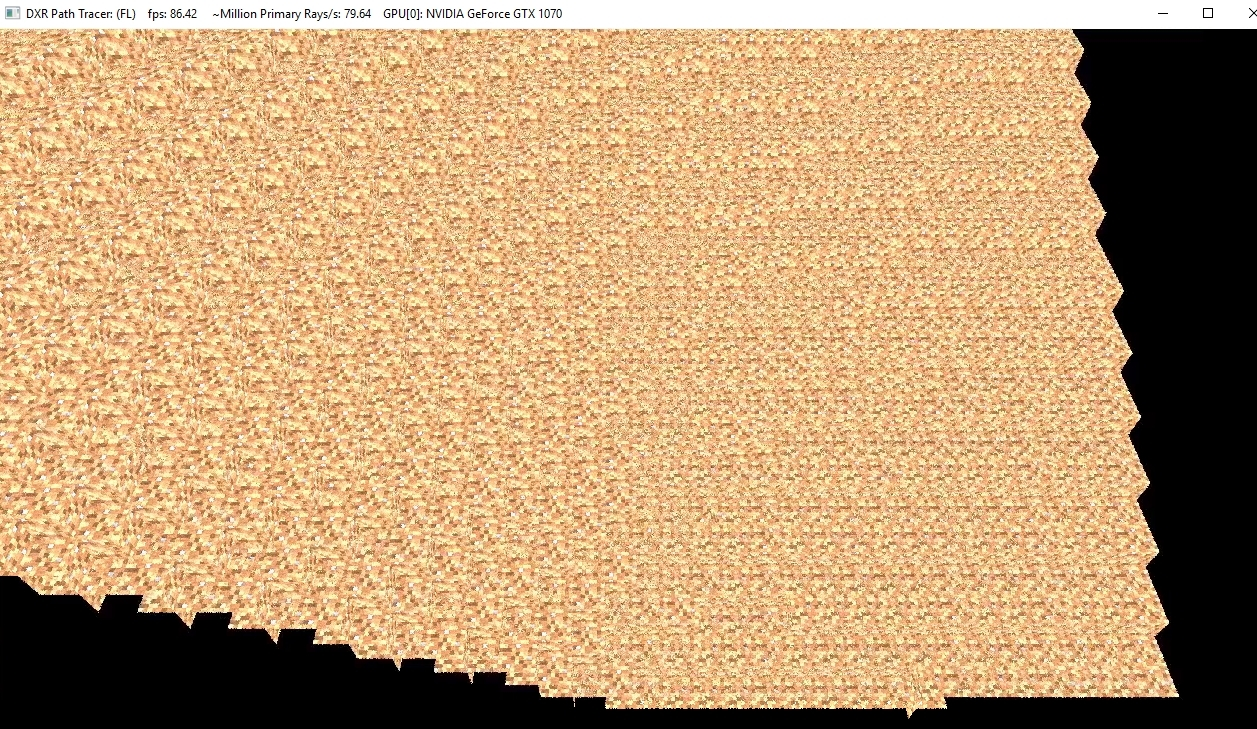 DXR Path Tracer: (FL)    fps: 86.42    ~Million Primary Rays/s: 79.64    GPU[0]: NVIDIA GeForce GTX 1070